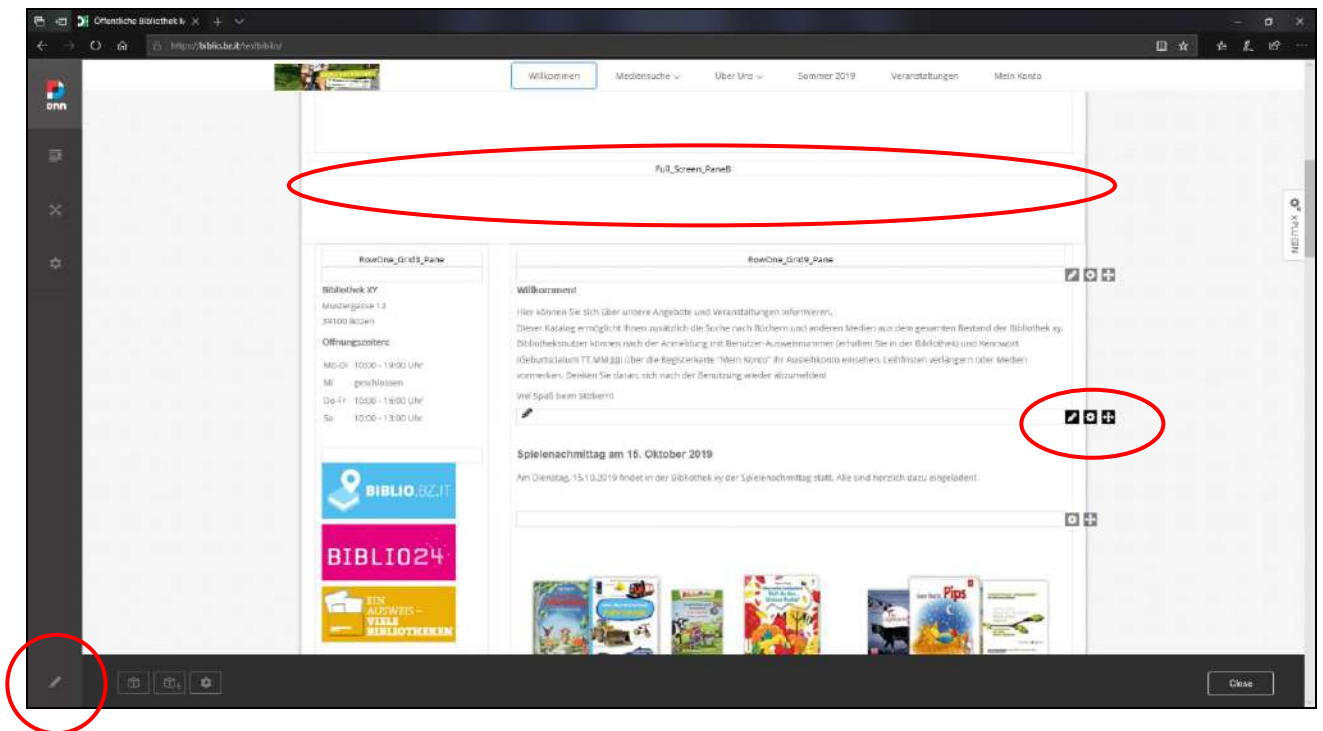 Öffentliche Bibliothek
https://biblio.bz.it/testbiblio/
Willkommen Mediensuche Über Uns Sommer 2019 Veranstaltungen Mein Konto
dnn
Full_Screen_PaneB
X PLUGIN
RowOne_Grid3_Pane
RowOne_Grid9_Pane
Bibliothek XY
Mustergasse 13
39100 Bozen
Öffnungszeiten:
Mo-Di 10:00 - 19:00 Uhr
Mi geschlossen
Do-Fr 10:00 - 16:00 Uhr
Sa 10:00 - 13:00 Uhr
Willkommen!
Hier können Sie sich über unsere Angebote und Veranstaltungen informieren.
Dieser Katalog ermöglicht Ihnen zusätzlich die Suche nach Büchern und anderen Medien aus dem gesamten Bestand der Bibliothek xy.
Bibliotheksnutzer können nach der Anmeldung mit Benutzer-Ausweisnummer (erhalten Sie in der Bibliothek) und Kennwort
(Geburtsdatum TT.MM.JJJJ) über die Registerkarte "Mein Konto" ihr Ausleihkonto einsehen, Leihfristen verlängern oder Medien
vormerken. Denken Sie daran, sich nach der Benutzung wieder abzumelden!
Viel Spaß beim Stöbern!
Spielenachmittag am 15. Oktober 2019
Am Dienstag, 15.10.2019 findet in der Bibliothek xy der Spielenachmittag statt. Alle sind herzlich dazu eingeladen!
BIBLIO.BZ.IT
BIBLIO24
EIN
AUSWEIS –
VIELE
BIBLIOTHEKEN
Pips
Close